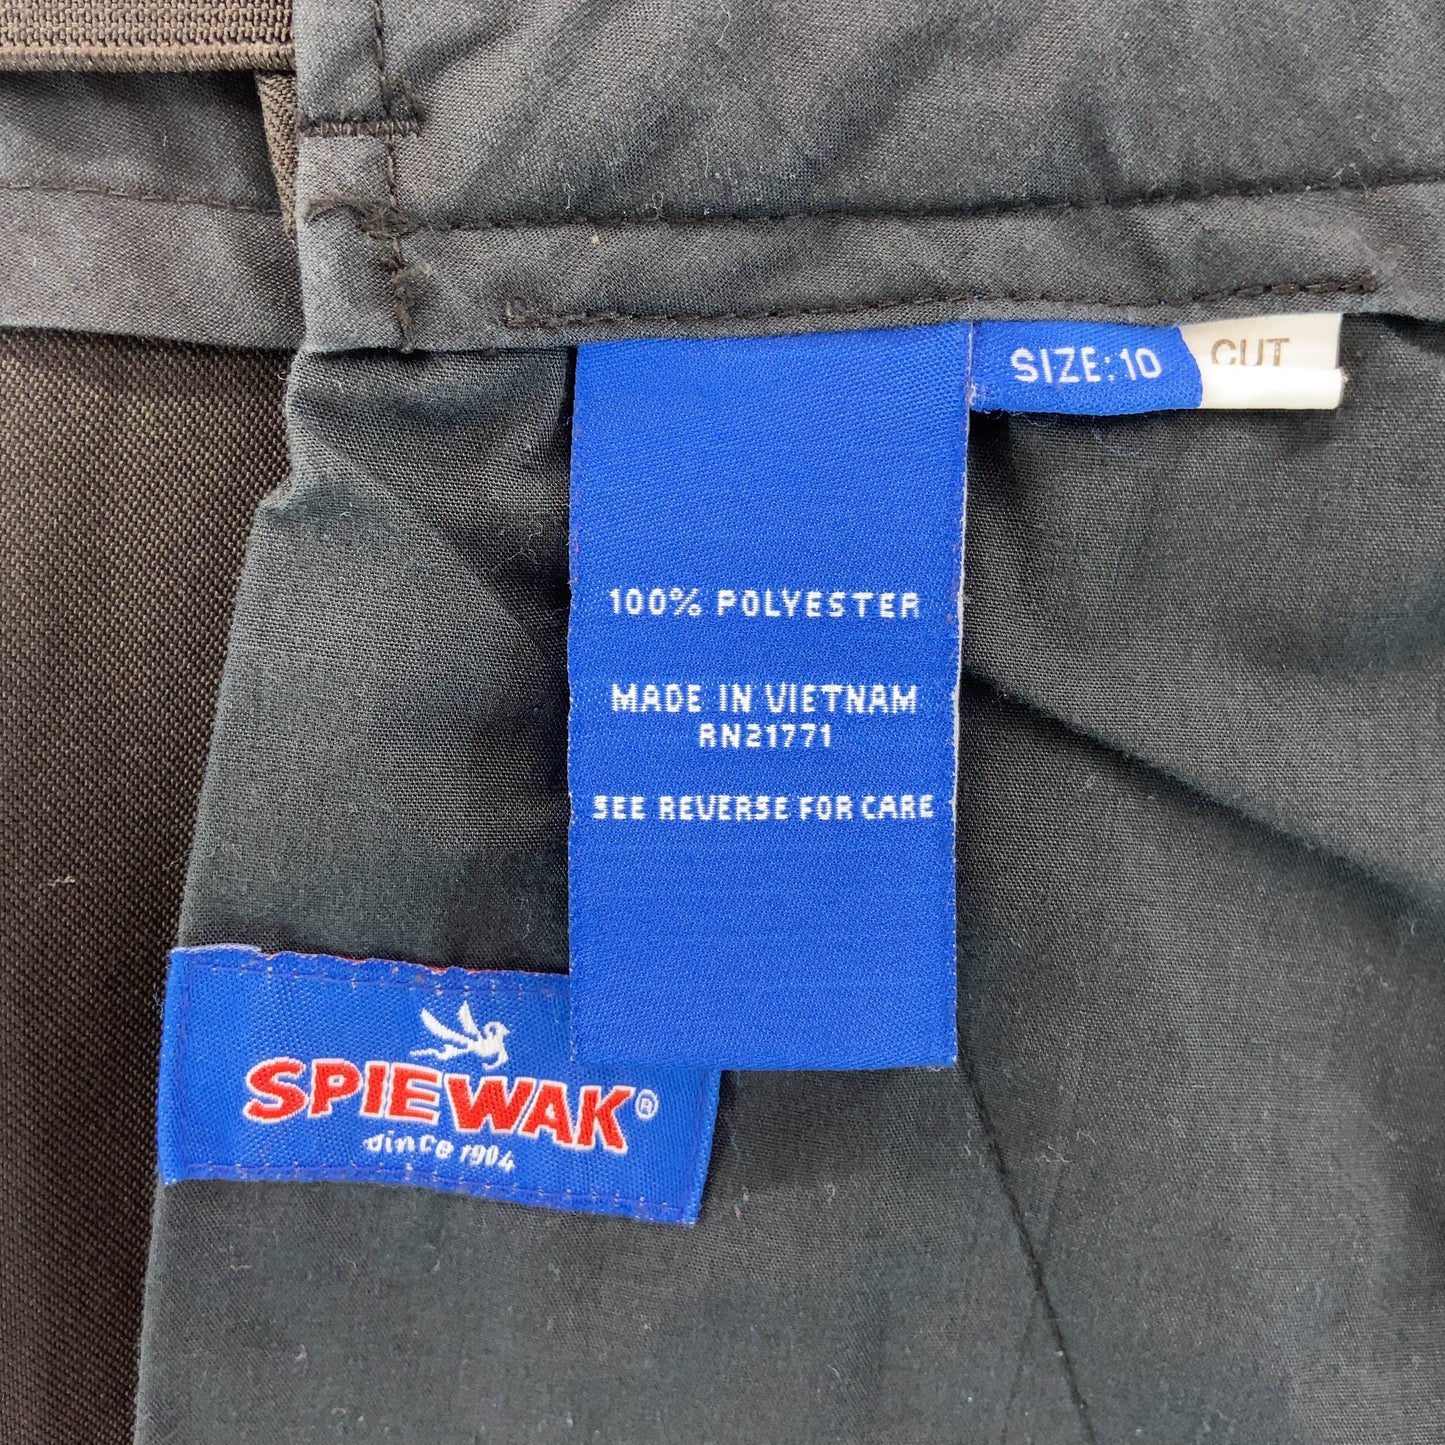 SIZE: 10
CUT
100% POLYESTER
MADE IN VIETNAM
RN21771
SEE REVERSE FOR CARE
SPIEWAK®
since 1904